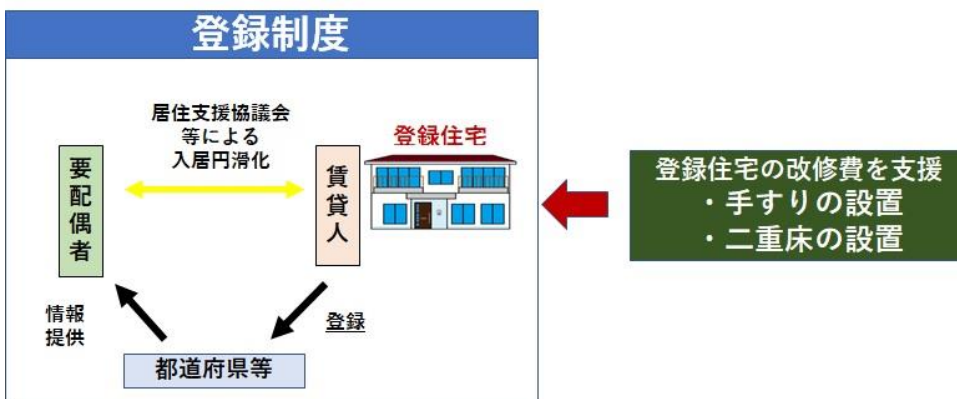 登録制度
居住支援協議会
等による
入居円滑化
登録住宅
要配偶者
賃貸人
情報
提供
登録
都道府県等
登録住宅の改修費を支援
・手すりの設置
・二重床の設置